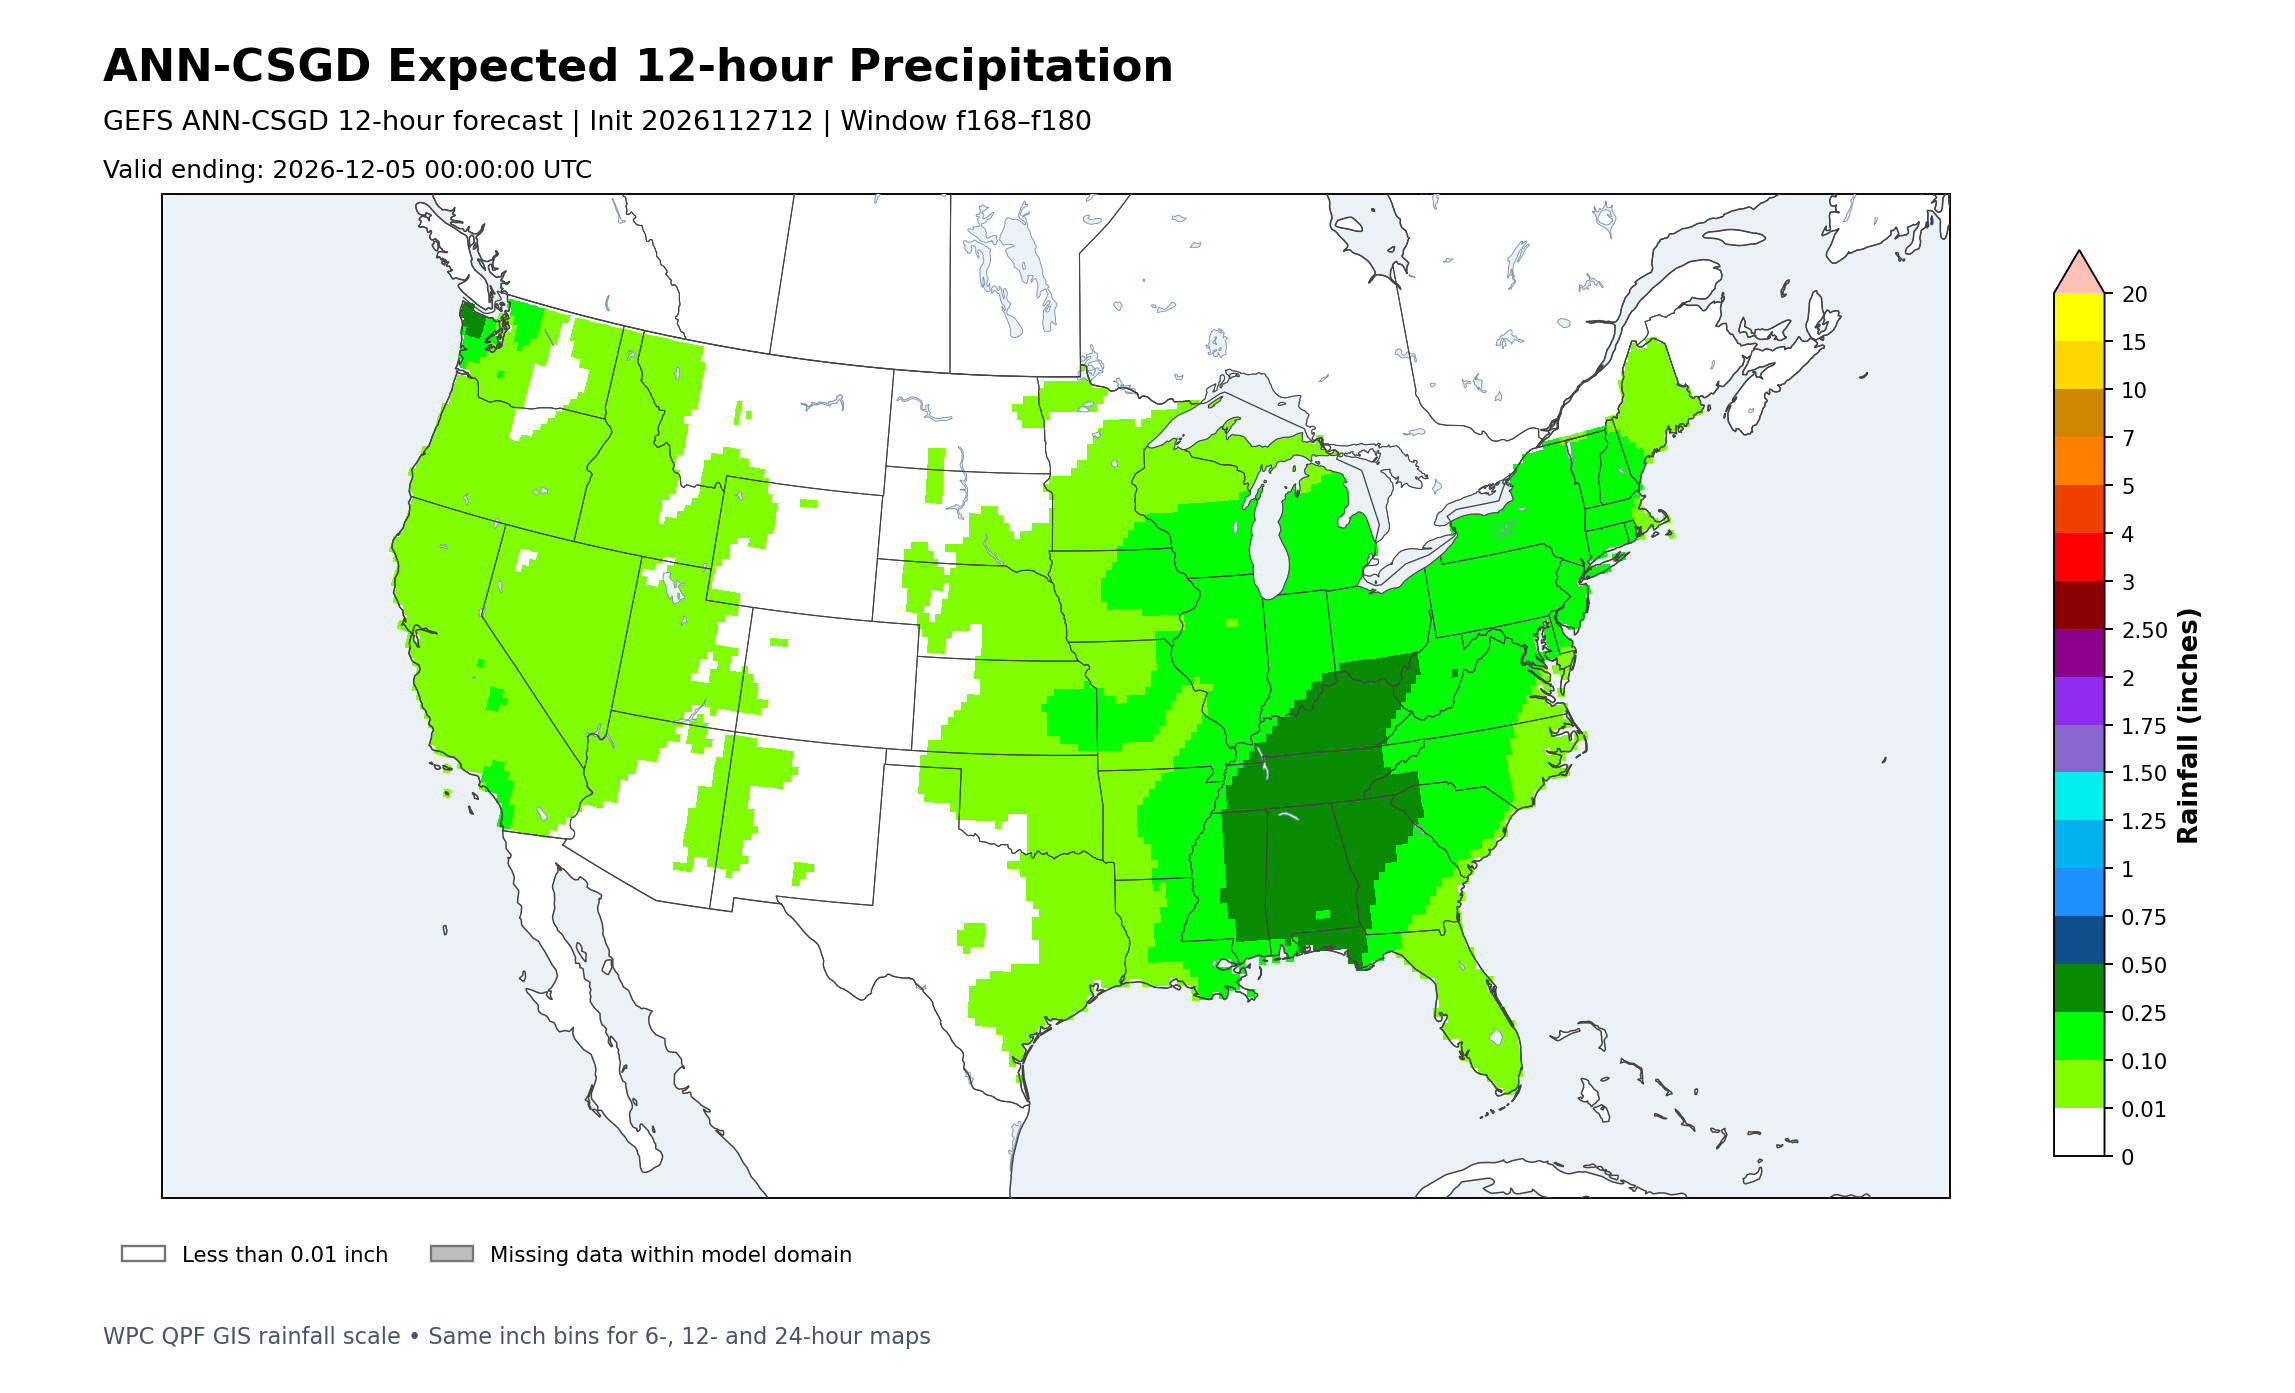 ANN-CSGD Expected 12-hour Precipitation
GEFS ANN-CSGD 12-hour forecast | Init 2026112712 | Window f168–f180
Valid ending: 2026-12-05 00:00:00 UTC
20
15
10
7
5
4
3
2.50
2
1.75
1.50
1.25
1
0.75
0.50
0.25
0.10
0.01
0
Rainfall (inches)
Less than 0.01 inch
Missing data within model domain
WPC QPF GIS rainfall scale • Same inch bins for 6-, 12- and 24-hour maps